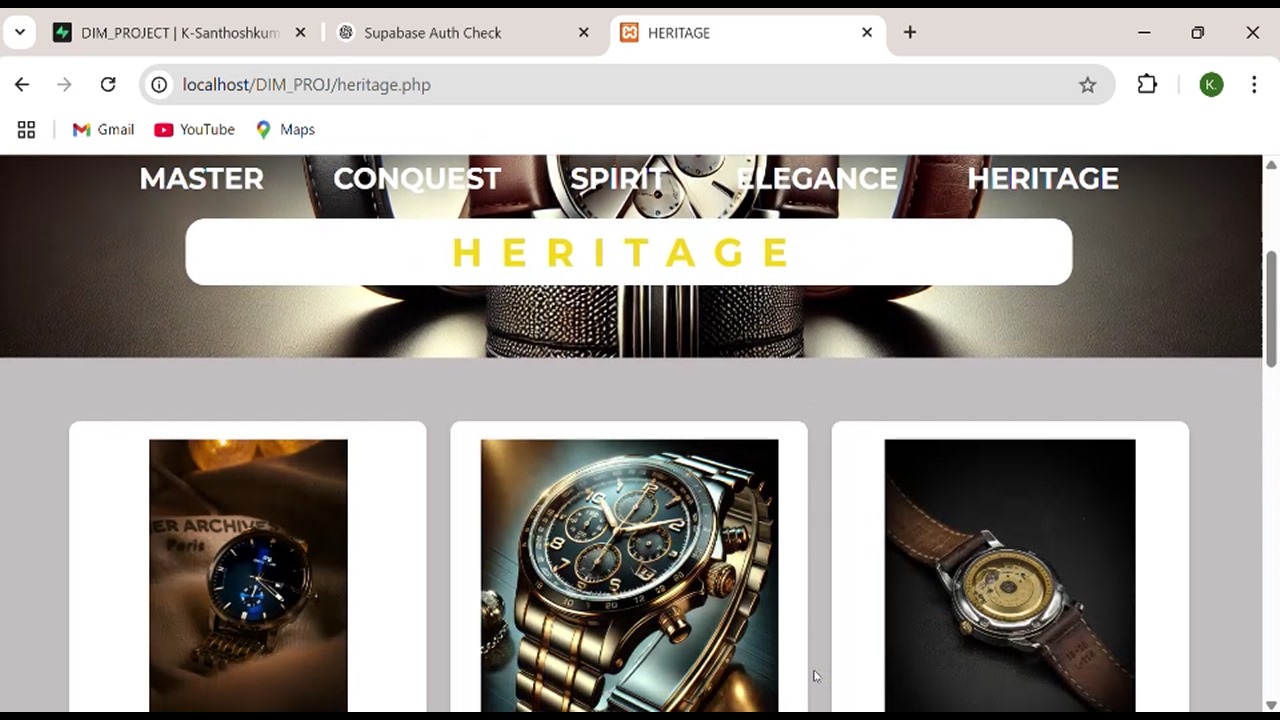 DIM_PROJECT | K-Santhoshkum
Supabase Auth Check
HERITAGE
localhost/DIM_PROJ/heritage.php
K.
Gmail
YouTube
Maps
MASTER
CONQUEST
SPIRIT
ELEGANCE
HERITAGE
HERITAGE
ER ARCHIVES
Paris